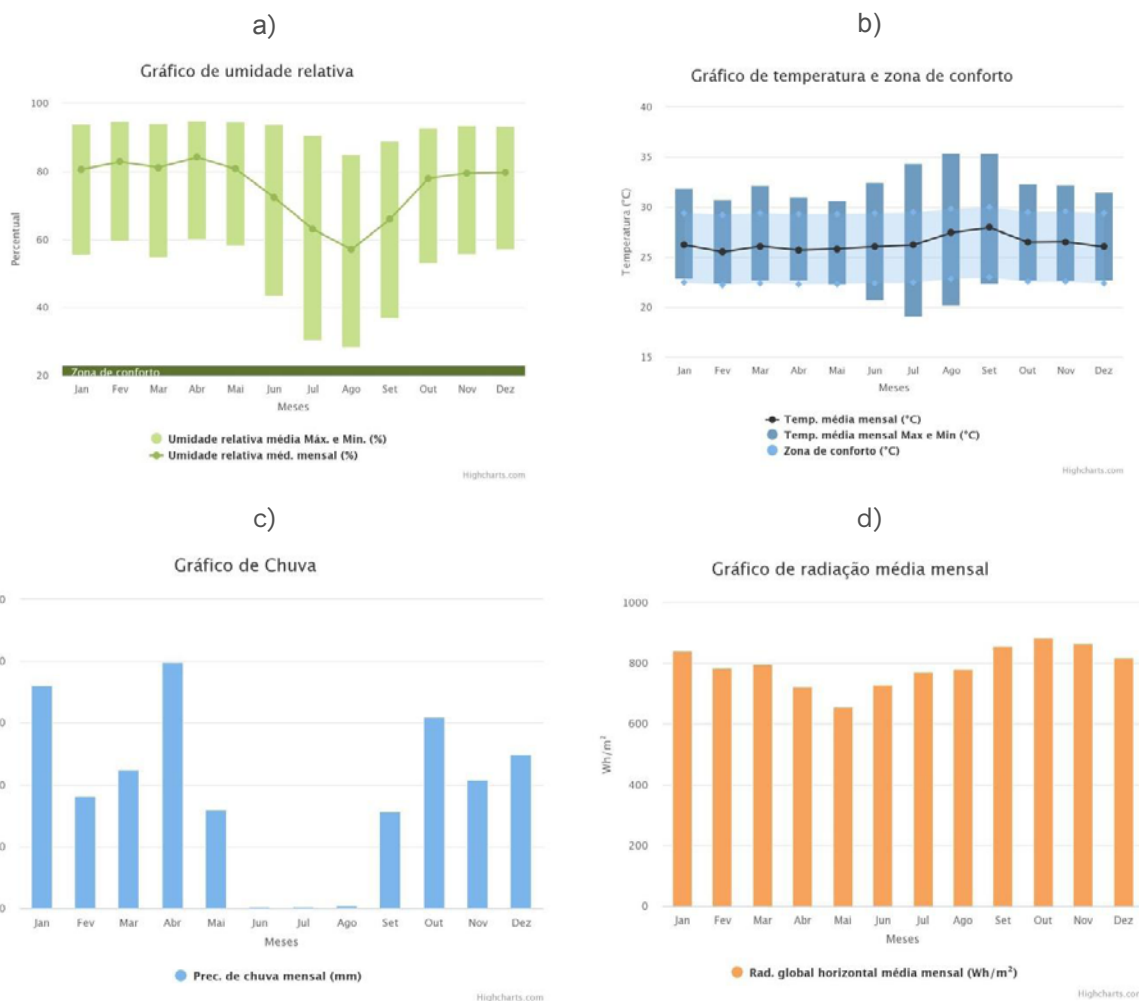 a)
Gráfico de umidade relativa
100
80
60
40
20
Percentual
Zona de conforto
Jan Fev Mar Abr Mai Jun Jul Ago Set Out Nov Dez
Meses
Umidade relativa média Máx. e Min. (%)
Umidade relativa méd. mensal (%)
Highcharts.com
b)
Gráfico de temperatura e zona de conforto
40
35
30
25
20
15
Temperatura (°C)
Jan Fev Mar Abr Mai Jun Jul Ago Set Out Nov Dez
Meses
Temp. média mensal (°C)
Temp. média mensal Max e Min (°C)
Zona de conforto (°C)
Highcharts.com
c)
Gráfico de Chuva
0
0
0
0
0
0
Jan Fev Mar Abr Mai Jun Jul Ago Set Out Nov Dez
Meses
Prec. de chuva mensal (mm)
Highcharts.com
d)
Gráfico de radiação média mensal
1000
800
600
400
200
0
Wh/m²
Jan Fev Mar Abr Mai Jun Jul Ago Set Out Nov Dez
Meses
Rad. global horizontal média mensal (Wh/m²)